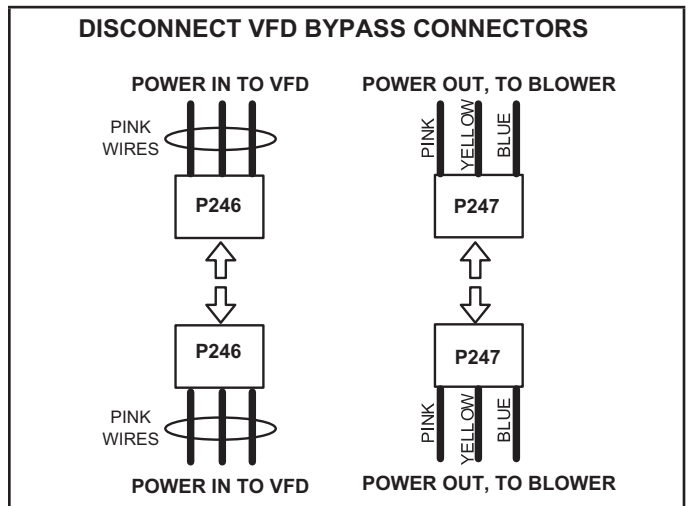 DISCONNECT VFD BYPASS CONNECTORS
POWER IN TO VFD
PINK
WIRES
P246
P246
PINK
WIRES
POWER IN TO VFD
POWER OUT, TO BLOWER
PINK
YELLOW
BLUE
P247
P247
PINK
YELLOW
BLUE
POWER OUT, TO BLOWER